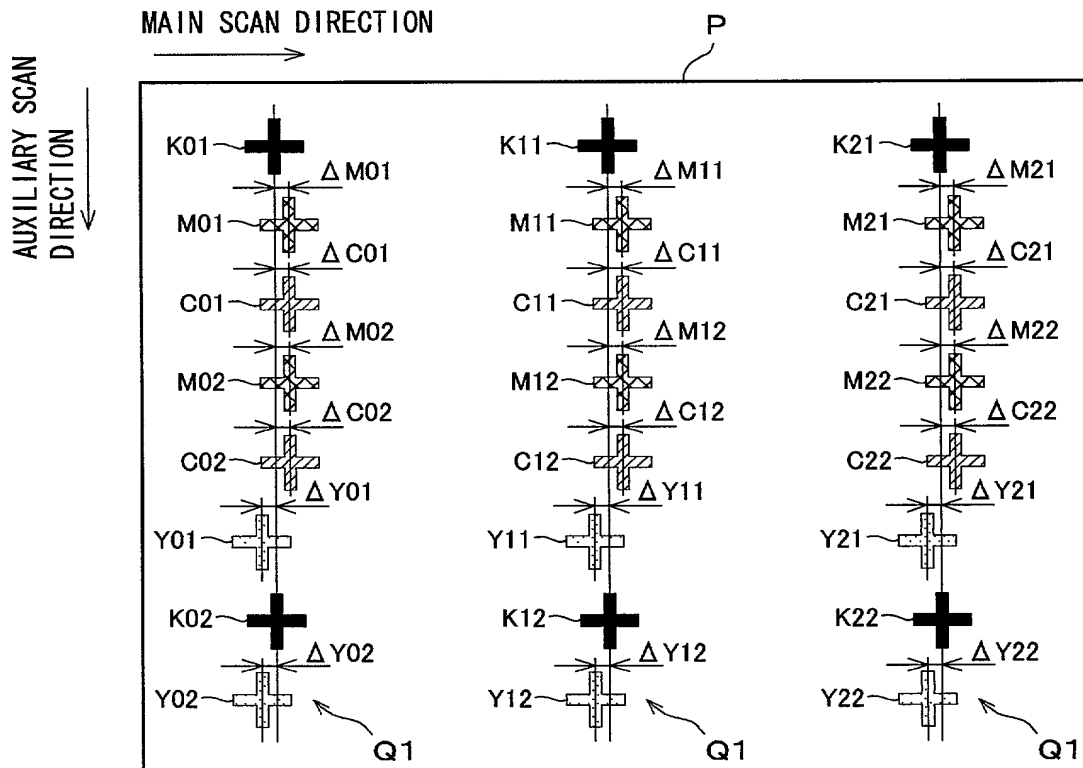 MAIN SCAN DIRECTION
P
AUXILIARY SCAN
DIRECTION
K01 K11 K21
ΔM01 ΔM11 ΔM21
M01 M11 M21
ΔC01 ΔC11 ΔC21
C01 C11 C21
ΔM02 ΔM12 ΔM22
M02 M12 M22
ΔC02 ΔC12 ΔC22
C02 C12 C22
ΔY01 ΔY11 ΔY21
Y01 Y11 Y21
K02 K12 K22
ΔY02 ΔY12 ΔY22
Y02 Y12 Y22
Q1 Q1 Q1